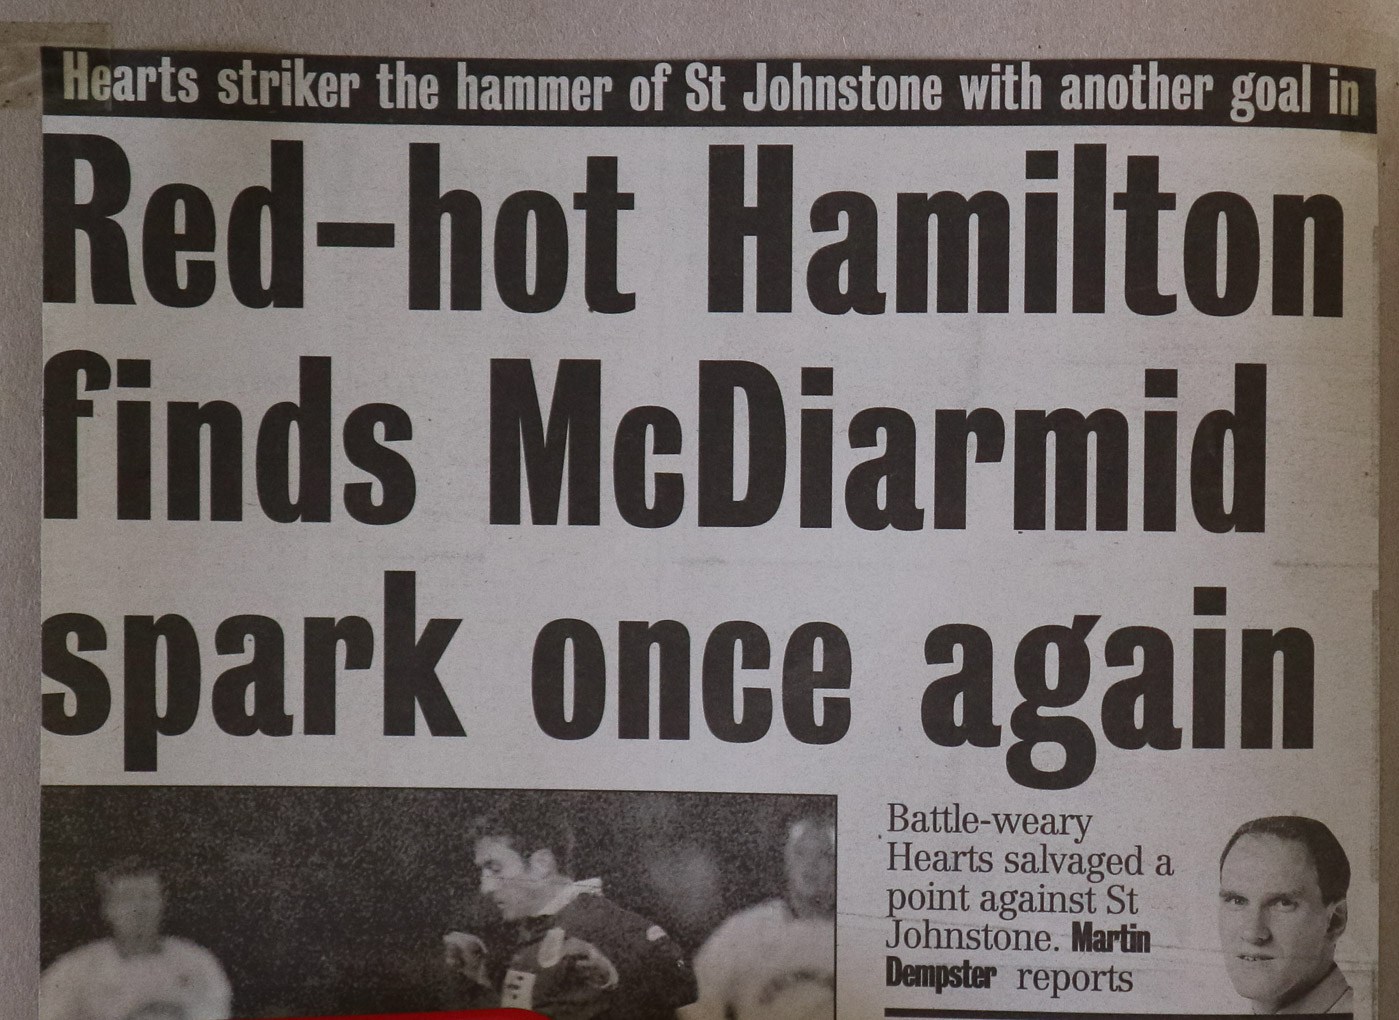 Hearts striker the hammer of St Johnstone with another goal in
Red-hot Hamilton
finds McDiarmid
spark once again
Battle-weary
Hearts salvaged a
point against St
Johnstone. Martin
Dempster reports